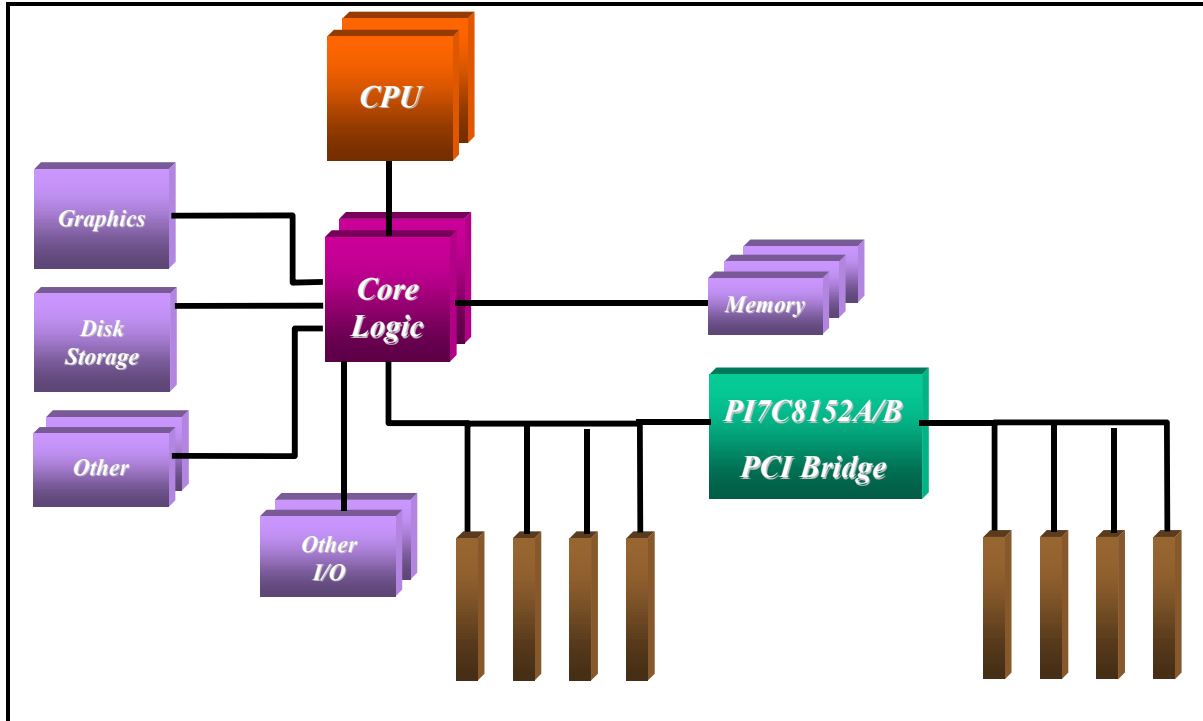 CPU
Graphics
Core
Logic
Memory
Disk
Storage
PI7C8152A/B
PCI Bridge
Other
Other
I/O